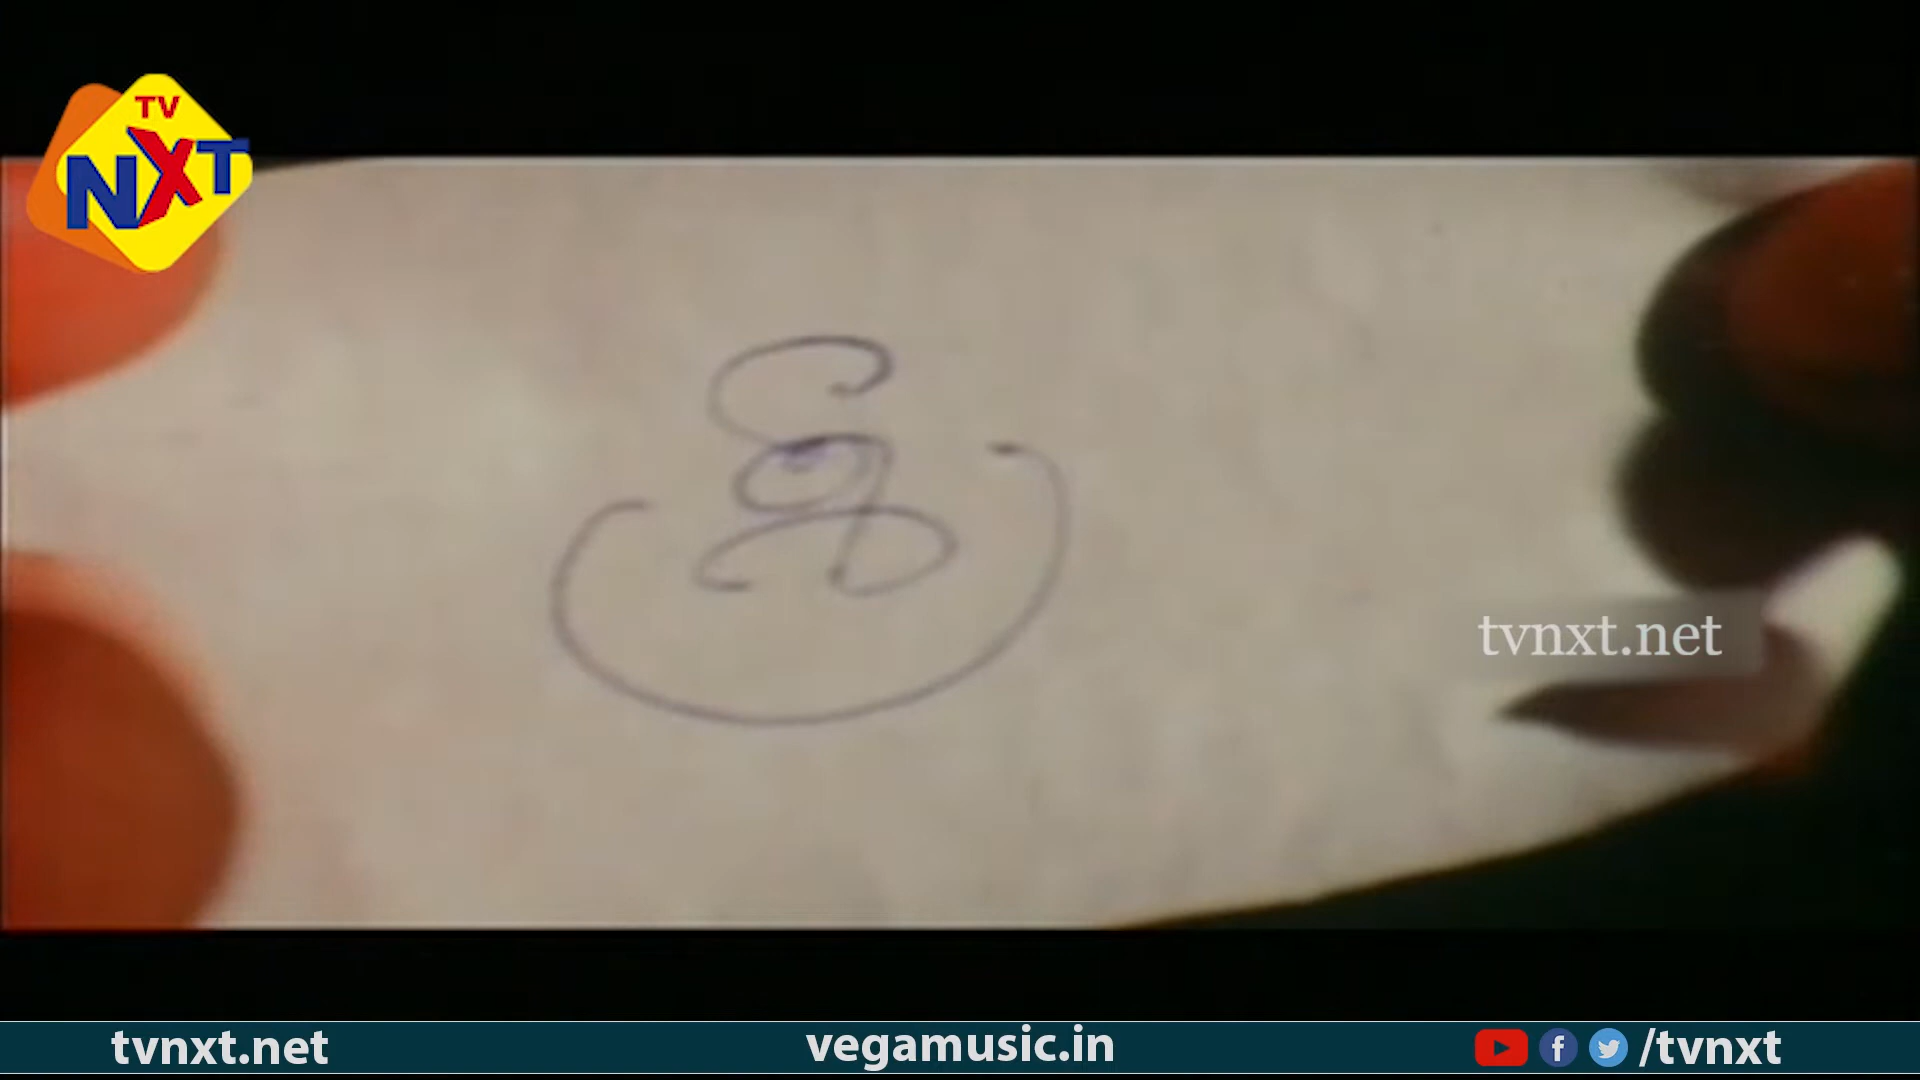 TV NXT
శ్రీ
tvnxt.net
tvnxt.net
vegamusic.in
/tvnxt